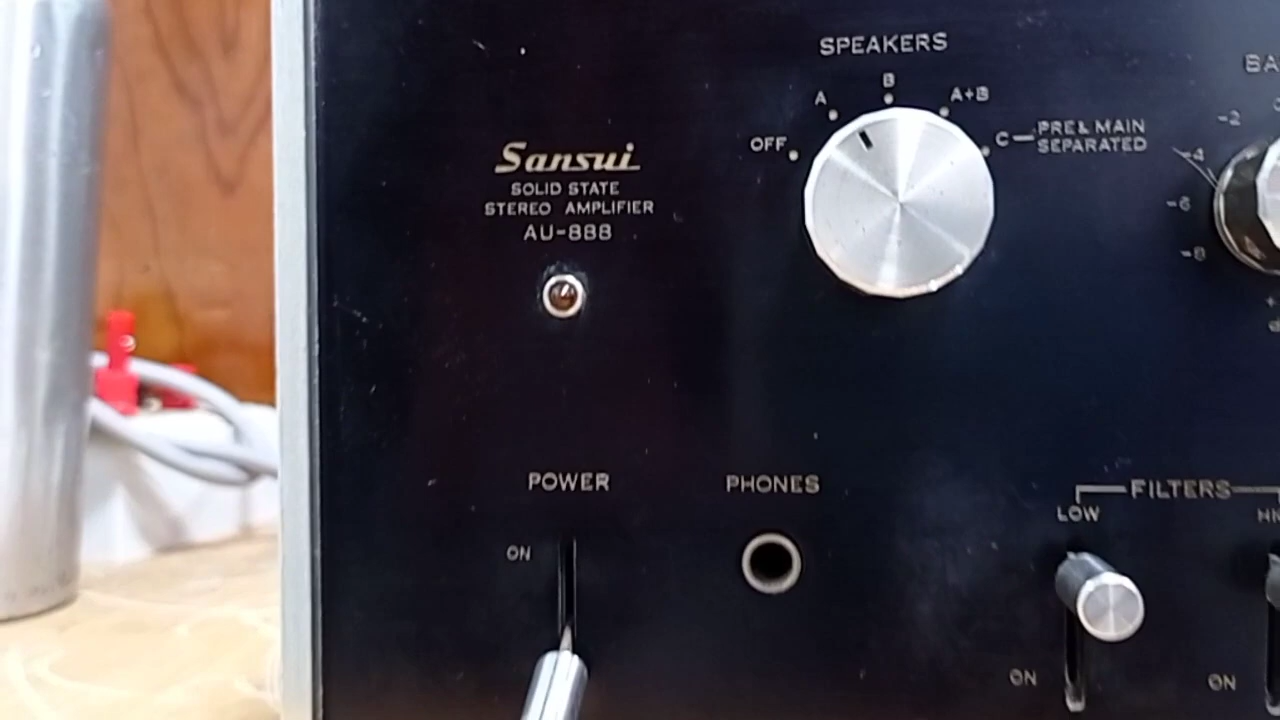 SPEAKERS
A
B
A+B
OFF
C
PRE & MAIN
SEPARATED
Sansui
SOLID STATE
STEREO AMPLIFIER
AU-888
-2
-4
-6
-8
POWER
PHONES
FILTERS
LOW
ON
ON
ON